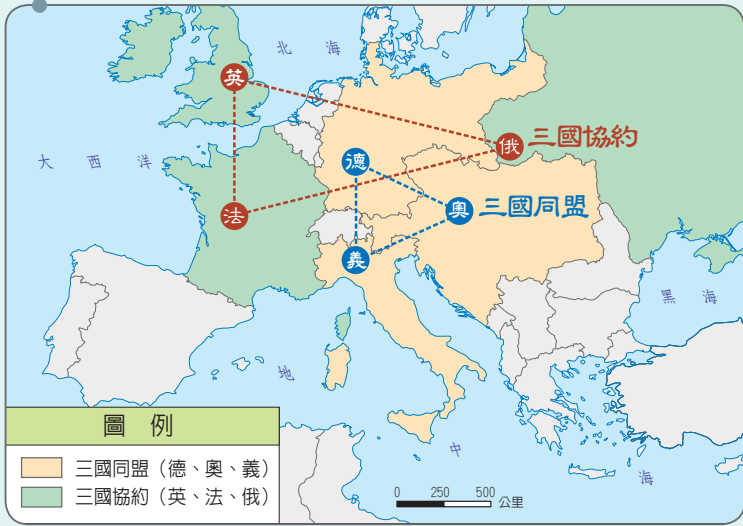 北海
英
大西洋
俄 三國協約
德
法
奧 三國同盟
義
黑海
地
中
海
圖例
三國同盟（德、奧、義）
三國協約（英、法、俄）
0 250 500 公里